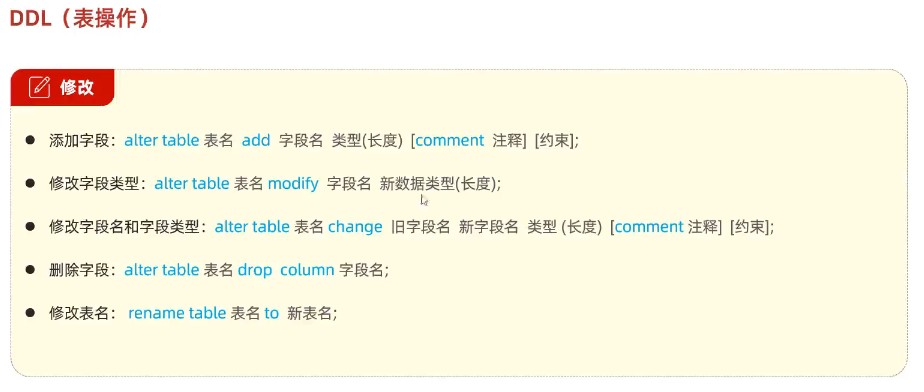 DDL（表操作）
修改
添加字段：alter table 表名 add 字段名 类型(长度) [comment 注释] [约束];
修改字段类型：alter table 表名 modify 字段名 新数据类型(长度);
修改字段名和字段类型：alter table 表名 change 旧字段名 新字段名 类型 (长度) [comment 注释] [约束];
删除字段：alter table 表名 drop column 字段名;
修改表名： rename table 表名 to 新表名;